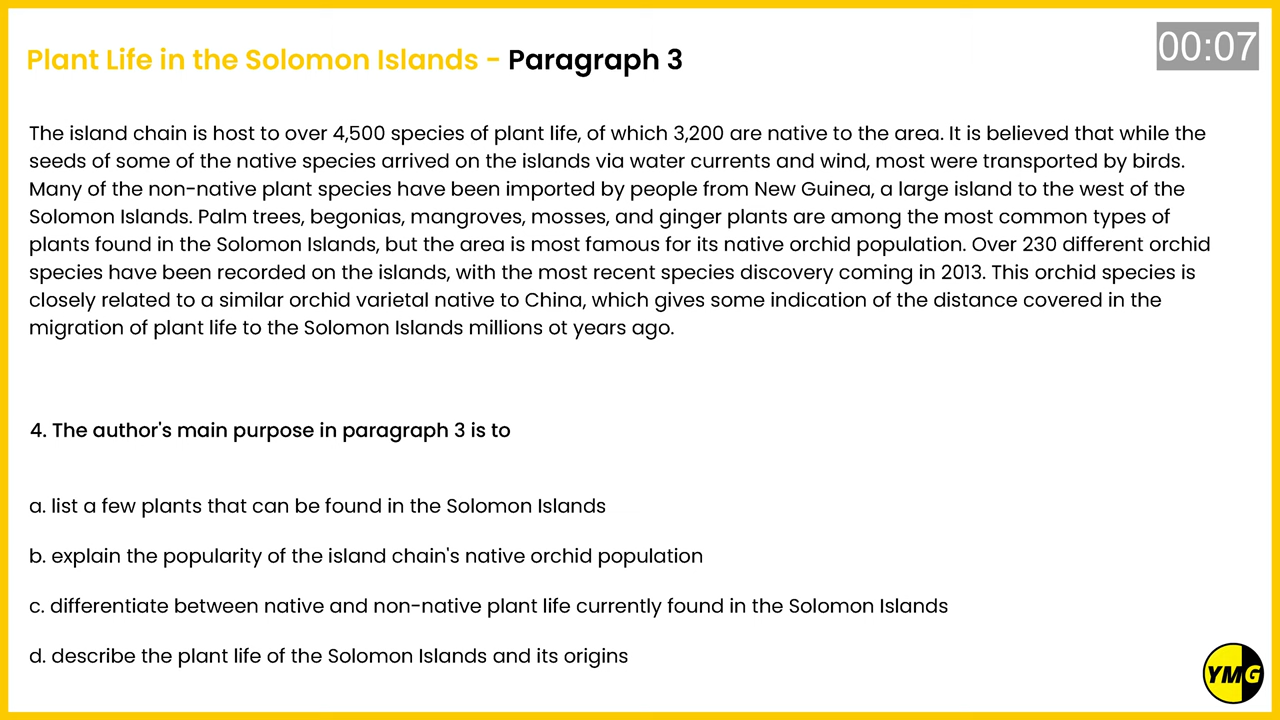 Plant Life in the Solomon Islands - Paragraph 3
00:07
The island chain is host to over 4,500 species of plant life, of which 3,200 are native to the area. It is believed that while the
seeds of some of the native species arrived on the islands via water currents and wind, most were transported by birds.
Many of the non-native plant species have been imported by people from New Guinea, a large island to the west of the
Solomon Islands. Palm trees, begonias, mangroves, mosses, and ginger plants are among the most common types of
plants found in the Solomon Islands, but the area is most famous for its native orchid population. Over 230 different orchid
species have been recorded on the islands, with the most recent species discovery coming in 2013. This orchid species is
closely related to a similar orchid varietal native to China, which gives some indication of the distance covered in the
migration of plant life to the Solomon Islands millions ot years ago.
4. The author's main purpose in paragraph 3 is to
a. list a few plants that can be found in the Solomon Islands
b. explain the popularity of the island chain's native orchid population
c. differentiate between native and non-native plant life currently found in the Solomon Islands
d. describe the plant life of the Solomon Islands and its origins
YMG